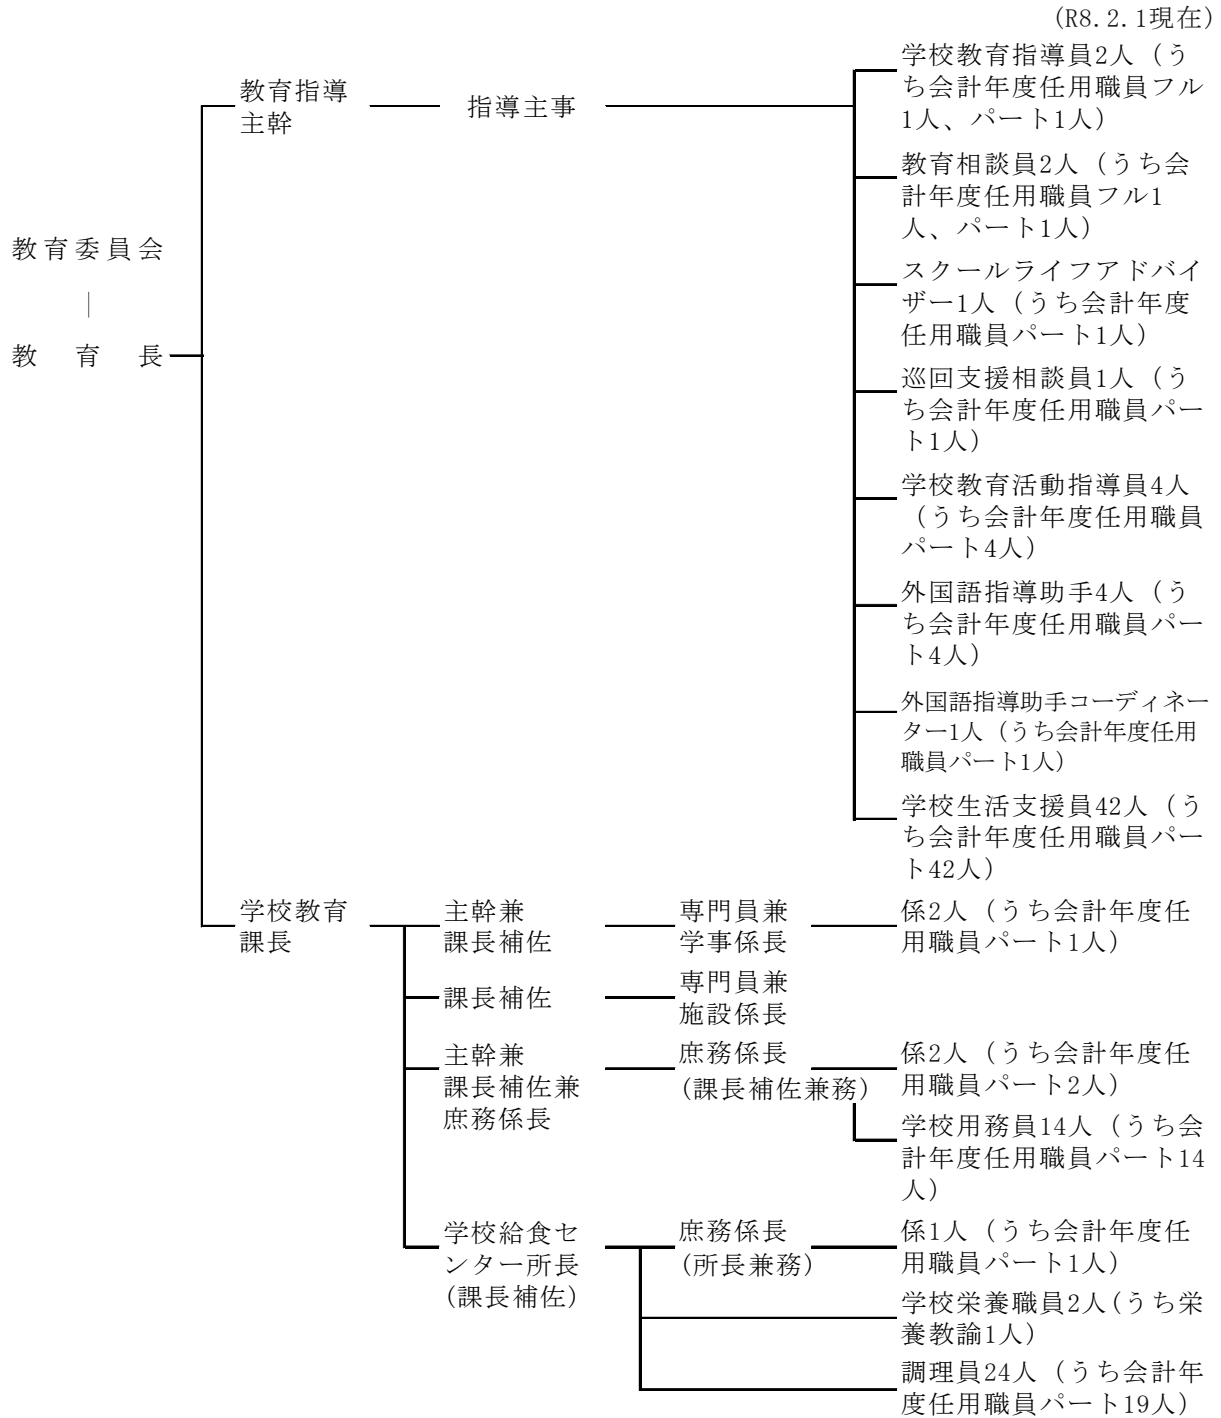 (R8.2.1現在)
教育委員会
｜
教　育　長
教育指導
主幹
指導主事
学校教育指導員2人（う
ち会計年度任用職員フル
1人、パート1人）
教育相談員2人（うち会
計年度任用職員フル1
人、パート1人）
スクールライフアドバイ
ザー1人（うち会計年度
任用職員パート1人）
巡回支援相談員1人（う
ち会計年度任用職員パー
ト1人）
学校教育活動指導員4人
（うち会計年度任用職員
パート4人）
外国語指導助手4人（う
ち会計年度任用職員パー
ト4人）
外国語指導助手コーディネー
ター1人（うち会計年度任用
職員パート1人）
学校生活支援員42人（う
ち会計年度任用職員パー
ト42人）
学校教育
課長
主幹兼
課長補佐
専門員兼
学事係長
係2人（うち会計年度任
用職員パート1人）
課長補佐
専門員兼
施設係長
主幹兼
課長補佐兼
庶務係長
庶務係長
(課長補佐兼務)
係2人（うち会計年度任
用職員パート2人）
学校用務員14人（うち会
計年度任用職員パート14
人）
学校給食セ
ンター所長
(課長補佐)
庶務係長
(所長兼務)
係1人（うち会計年度任
用職員パート1人）
学校栄養職員2人(うち栄
養教諭1人）
調理員24人（うち会計年
度任用職員パート19人）